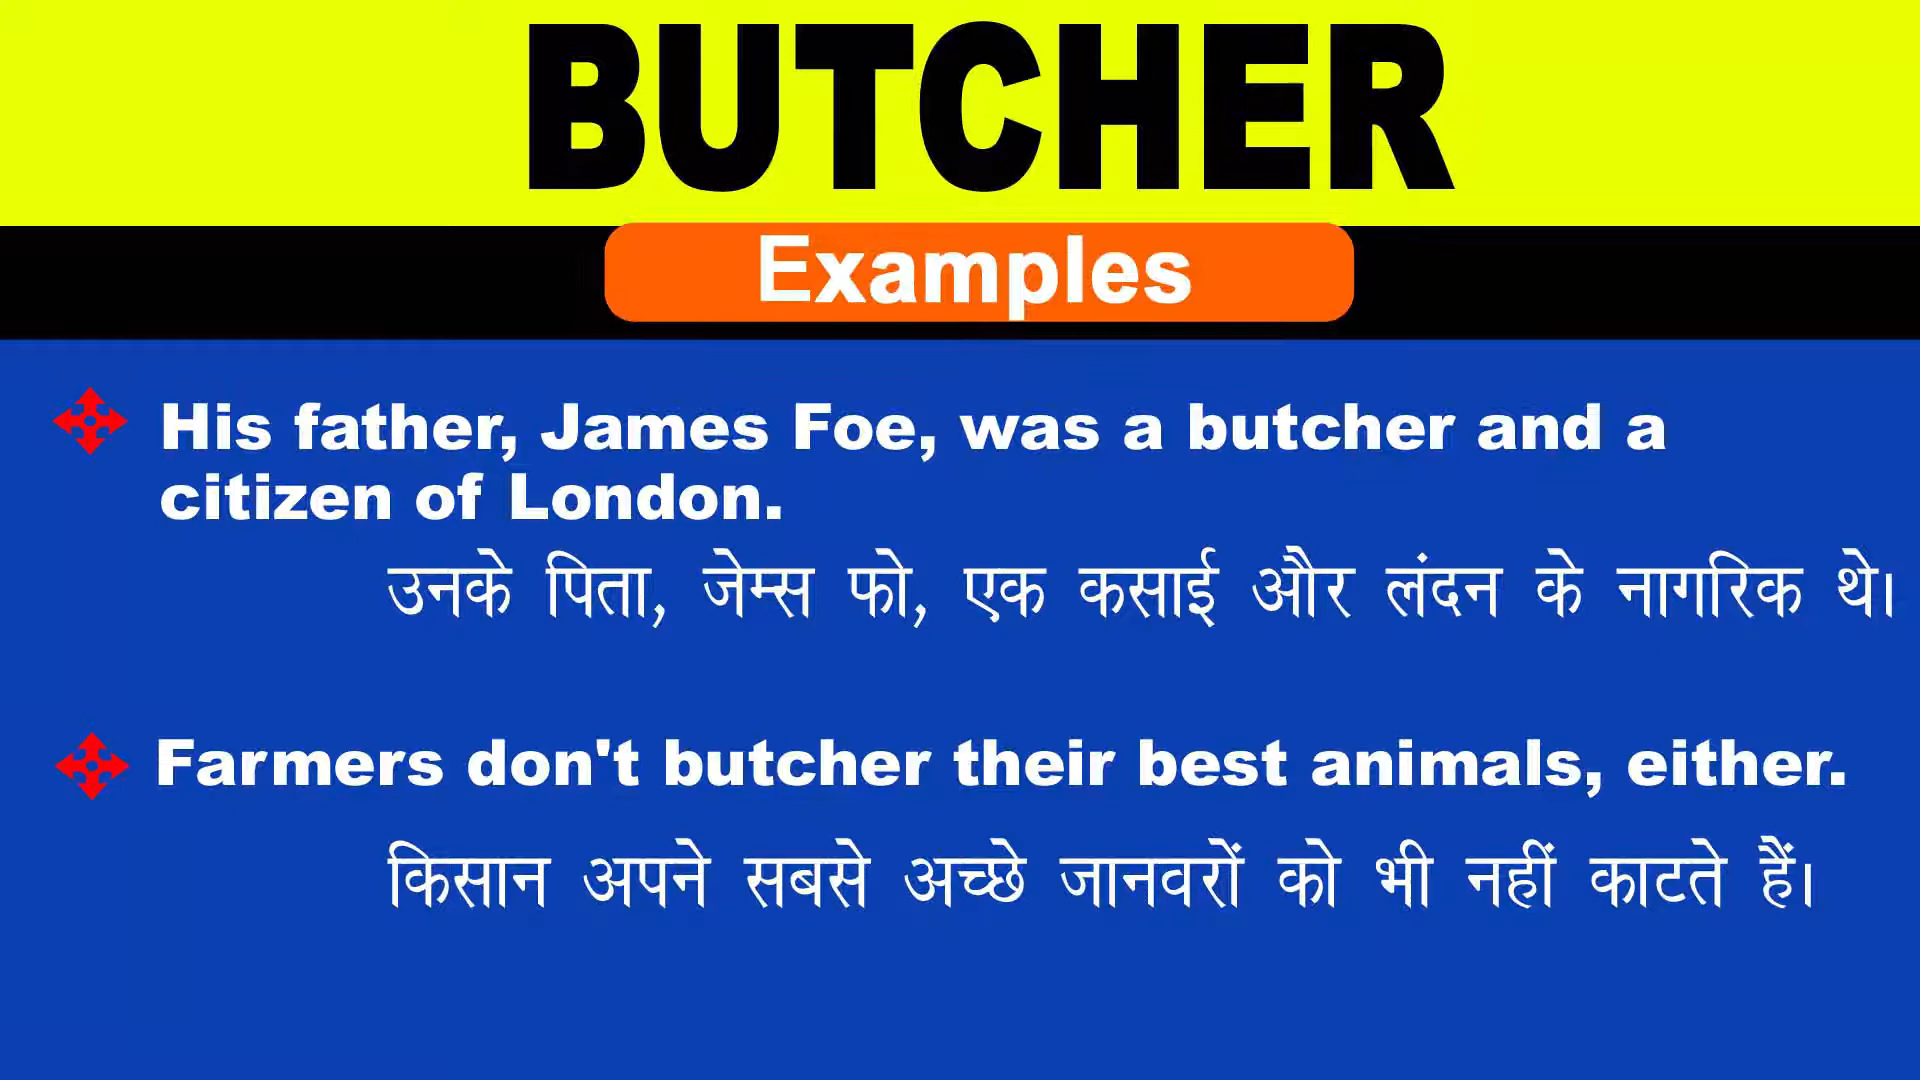 BUTCHER
Examples
His father, James Foe, was a butcher and a
citizen of London.
उनके पिता, जेम्स फो, एक कसाई और लंदन के नागरिक थे।
Farmers don't butcher their best animals, either.
किसान अपने सबसे अच्छे जानवरों को भी नहीं काटते हैं।